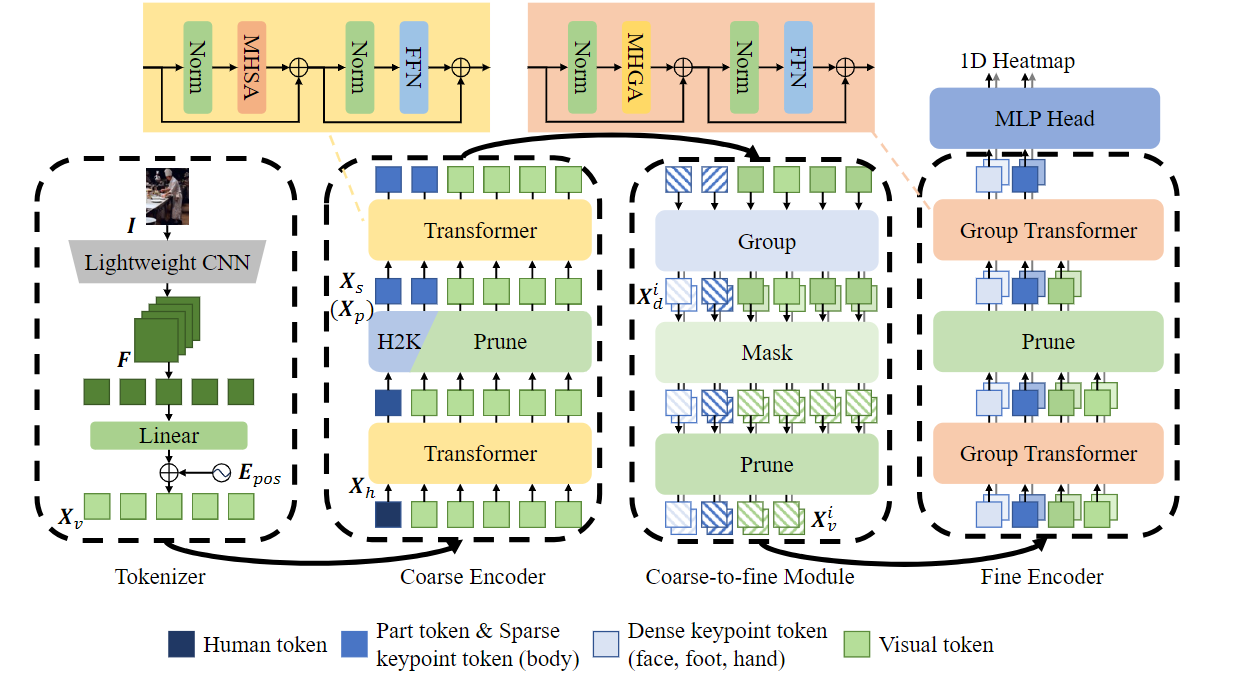 Norm
MHSA
Norm
FFN
Norm
MHGA
Norm
FFN
I
Lightweight CNN
F
Linear
E_pos
X_v
Tokenizer
Transformer
X_s
(X_p)
H2K
Prune
Transformer
X_h
Coarse Encoder
Group
X_d^i
Mask
Prune
X_v^i
Coarse-to-fine Module
1D Heatmap
MLP Head
Group Transformer
Prune
Group Transformer
Fine Encoder
Human token
Part token & Sparse
keypoint token (body)
Dense keypoint token
(face, foot, hand)
Visual token